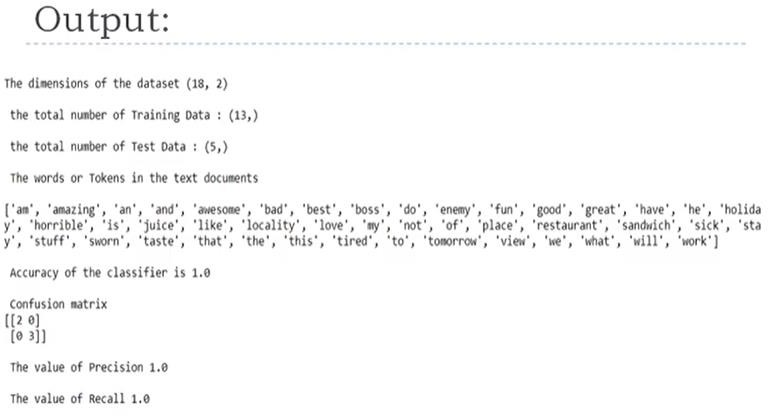 Output:
The dimensions of the dataset (18, 2)
the total number of Training Data : (13,)
the total number of Test Data : (5,)
The words or Tokens in the text documents
['am', 'amazing', 'an', 'and', 'awesome', 'bad', 'best', 'boss', 'do', 'enemy', 'fun', 'good', 'great', 'have', 'he', 'holida
y', 'horrible', 'is', 'juice', 'like', 'locality', 'love', 'my', 'not', 'of', 'place', 'restaurant', 'sandwich', 'sick', 'sta
y', 'stuff', 'sworn', 'taste', 'that', 'the', 'this', 'tired', 'to', 'tomorrow', 'view', 'we', 'what', 'will', 'work']
Accuracy of the classifier is 1.0
Confusion matrix
[[2 0]
[0 3]]
The value of Precision 1.0
The value of Recall 1.0